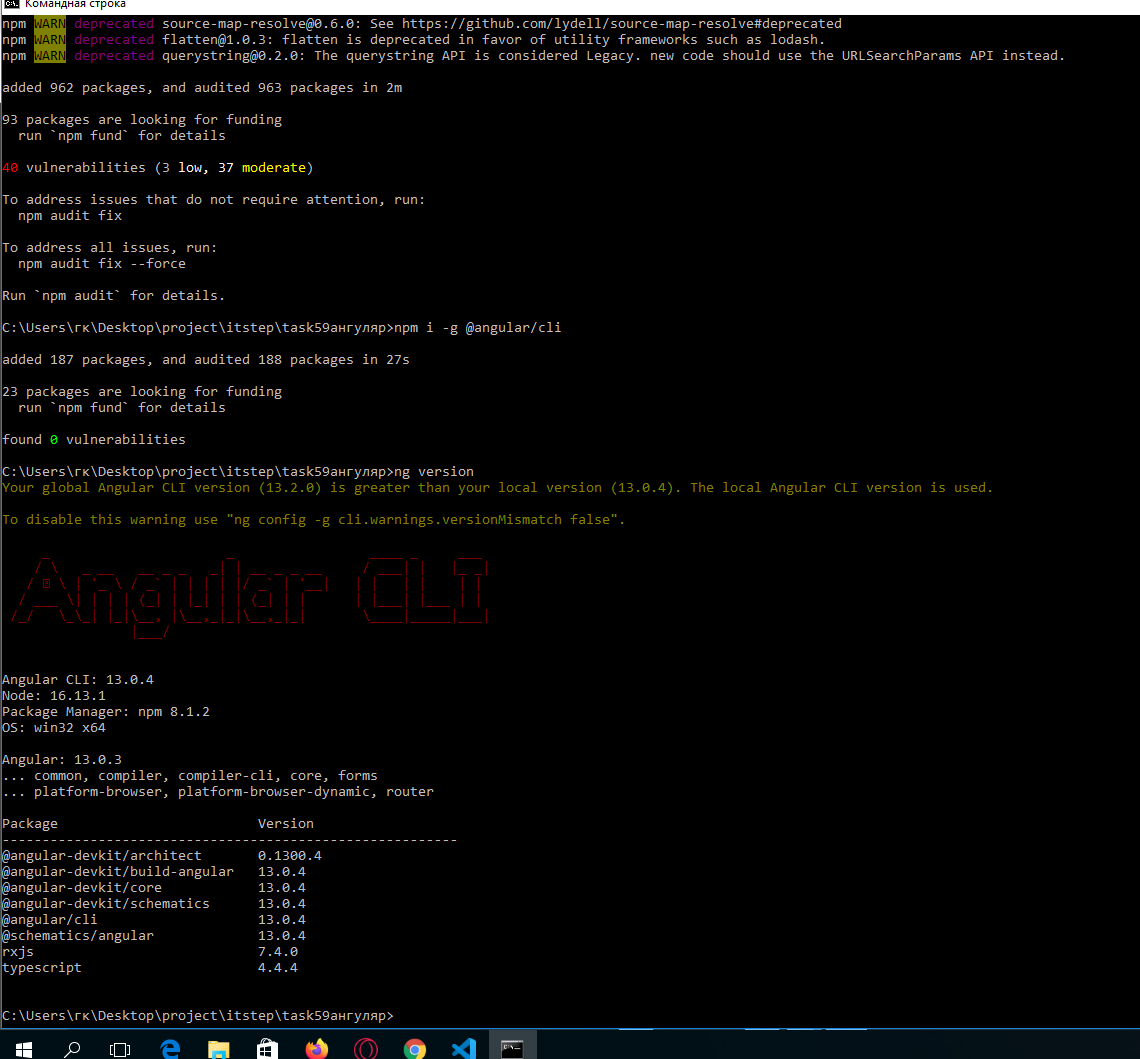 Командная строка
npm WARN deprecated source-map-resolve@0.6.0: See https://github.com/lydell/source-map-resolve#deprecated
npm WARN deprecated flatten@1.0.3: flatten is deprecated in favor of utility frameworks such as lodash.
npm WARN deprecated querystring@0.2.0: The querystring API is considered Legacy. new code should use the URLSearchParams API instead.
added 962 packages, and audited 963 packages in 2m
93 packages are looking for funding
run `npm fund` for details
40 vulnerabilities (3 low, 37 moderate)
To address issues that do not require attention, run:
npm audit fix
To address all issues, run:
npm audit fix --force
Run `npm audit` for details.
C:\Users\гк\Desktop\project\itstep\task59ангуляр>npm i -g @angular/cli
added 187 packages, and audited 188 packages in 27s
23 packages are looking for funding
run `npm fund` for details
found 0 vulnerabilities
C:\Users\гк\Desktop\project\itstep\task59ангуляр>ng version
Your global Angular CLI version (13.2.0) is greater than your local version (13.0.4). The local Angular CLI version is used.
To disable this warning use "ng config -g cli.warnings.versionMismatch false".
Angular CLI
Angular CLI: 13.0.4
Node: 16.13.1
Package Manager: npm 8.1.2
OS: win32 x64
Angular: 13.0.3
... common, compiler, compiler-cli, core, forms
... platform-browser, platform-browser-dynamic, router
Package Version
------------------------------------------------------
@angular-devkit/architect 0.1300.4
@angular-devkit/build-angular 13.0.4
@angular-devkit/core 13.0.4
@angular-devkit/schematics 13.0.4
@angular/cli 13.0.4
@schematics/angular 13.0.4
rxjs 7.4.0
typescript 4.4.4
C:\Users\гк\Desktop\project\itstep\task59ангуляр>